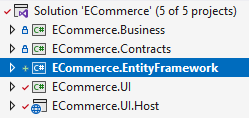 Solution 'ECommerce' (5 of 5 projects)
C# ECommerce.Business
C# ECommerce.Contracts
C# ECommerce.EntityFramework
C# ECommerce.UI
ECommerce.UI.Host